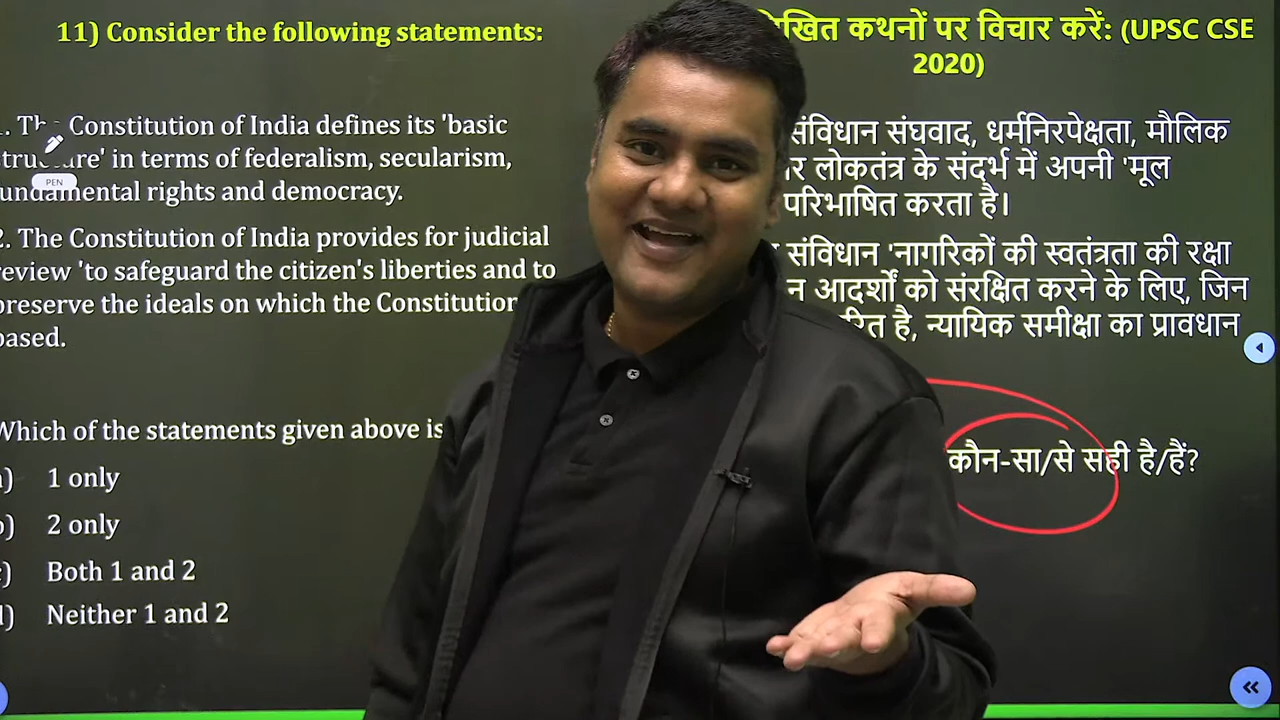 11) Consider the following statements:
. The Constitution of India defines its 'basic
structure' in terms of federalism, secularism,
undamental rights and democracy.
2. The Constitution of India provides for judicial
review 'to safeguard the citizen's liberties and to
preserve the ideals on which the Constitution
based.
Which of the statements given above is
) 1 only
) 2 only
) Both 1 and 2
) Neither 1 and 2
PEN
कथनों पर विचार करें: (UPSC CSE
2020)
संविधान संघवाद, धर्मनिरपेक्षता, मौलिक
र लोकतंत्र के संदर्भ में अपनी 'मूल
परिभाषित करता है।
संविधान 'नागरिकों की स्वतंत्रता की रक्षा
न आदर्शों को संरक्षित करने के लिए, जिन
है, न्यायिक समीक्षा का प्रावधान
कौन-सा/से सही है/हैं?